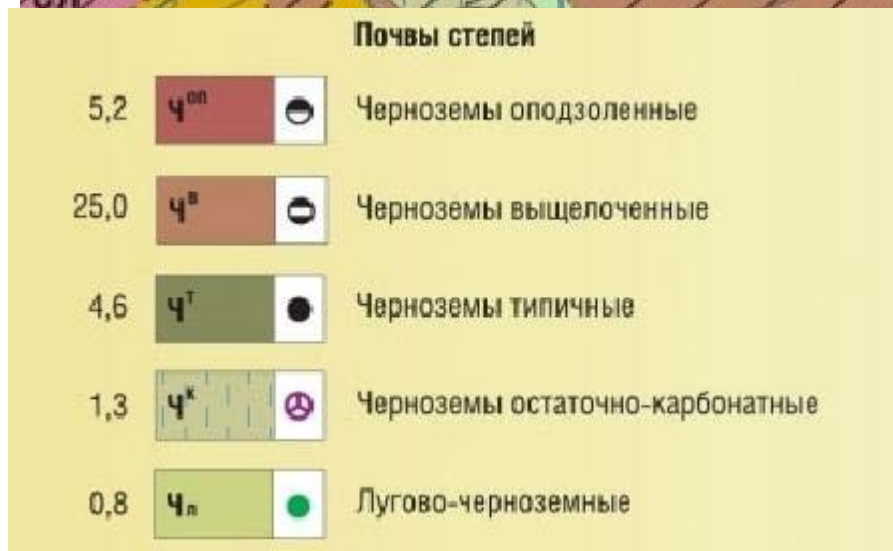 Почвы степей
5,2 Ч оп Черноземы оподзоленные
25,0 Ч в Черноземы выщелоченные
4,6 Ч т Черноземы типичные
1,3 Ч к Черноземы остаточно-карбонатные
0,8 Ч л Лугово-черноземные